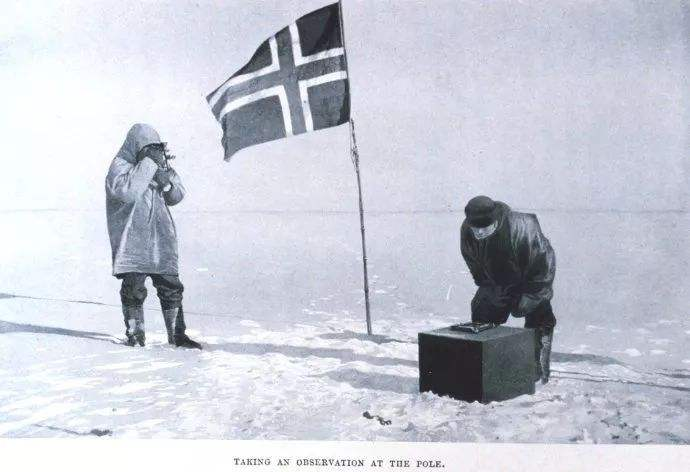 TAKING AN OBSERVATION AT THE POLE.